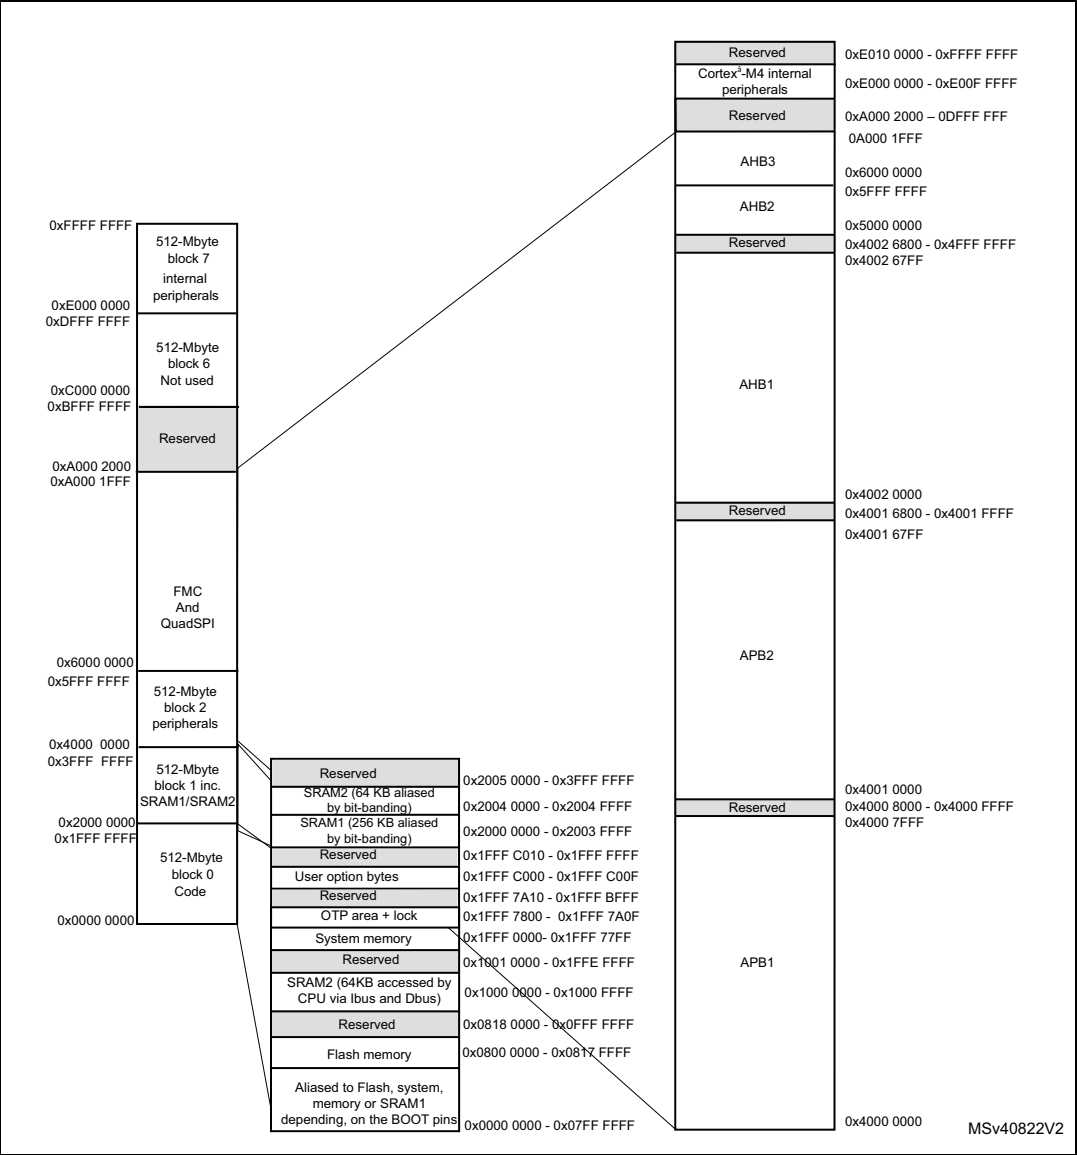 0xFFFF FFFF
512-Mbyte
block 7
internal
peripherals
0xE000 0000
0xDFFF FFFF
512-Mbyte
block 6
Not used
0xC000 0000
0xBFFF FFFF
Reserved
0xA000 2000
0xA000 1FFF
FMC
And
QuadSPI
0x6000 0000
0x5FFF FFFF
512-Mbyte
block 2
peripherals
0x4000 0000
0x3FFF FFFF
512-Mbyte
block 1 inc.
SRAM1/SRAM2
0x2000 0000
0x1FFF FFFF
512-Mbyte
block 0
Code
0x0000 0000
Reserved
0x2005 0000 - 0x3FFF FFFF
SRAM2 (64 KB aliased
by bit-banding)
0x2004 0000 - 0x2004 FFFF
SRAM1 (256 KB aliased
by bit-banding)
0x2000 0000 - 0x2003 FFFF
Reserved
0x1FFF C010 - 0x1FFF FFFF
User option bytes
0x1FFF C000 - 0x1FFF C00F
Reserved
0x1FFF 7A10 - 0x1FFF BFFF
OTP area + lock
0x1FFF 7800 - 0x1FFF 7A0F
System memory
0x1FFF 0000- 0x1FFF 77FF
Reserved
0x1001 0000 - 0x1FFE FFFF
SRAM2 (64KB accessed by
CPU via Ibus and Dbus)
0x1000 0000 - 0x1000 FFFF
Reserved
0x0818 0000 - 0x0FFF FFFF
Flash memory
0x0800 0000 - 0x0817 FFFF
Aliased to Flash, system,
memory or SRAM1
depending, on the BOOT pins
0x0000 0000 - 0x07FF FFFF
Reserved
0xE010 0000 - 0xFFFF FFFF
Cortexâ-M4 internal
peripherals
0xE000 0000 - 0xE00F FFFF
Reserved
0xA000 2000 – 0DFFF FFF
0A000 1FFF
AHB3
0x6000 0000
0x5FFF FFFF
AHB2
0x5000 0000
Reserved
0x4002 6800 - 0x4FFF FFFF
0x4002 67FF
AHB1
0x4002 0000
Reserved
0x4001 6800 - 0x4001 FFFF
0x4001 67FF
APB2
0x4001 0000
Reserved
0x4000 8000 - 0x4000 FFFF
0x4000 7FFF
APB1
0x4000 0000
MSv40822V2